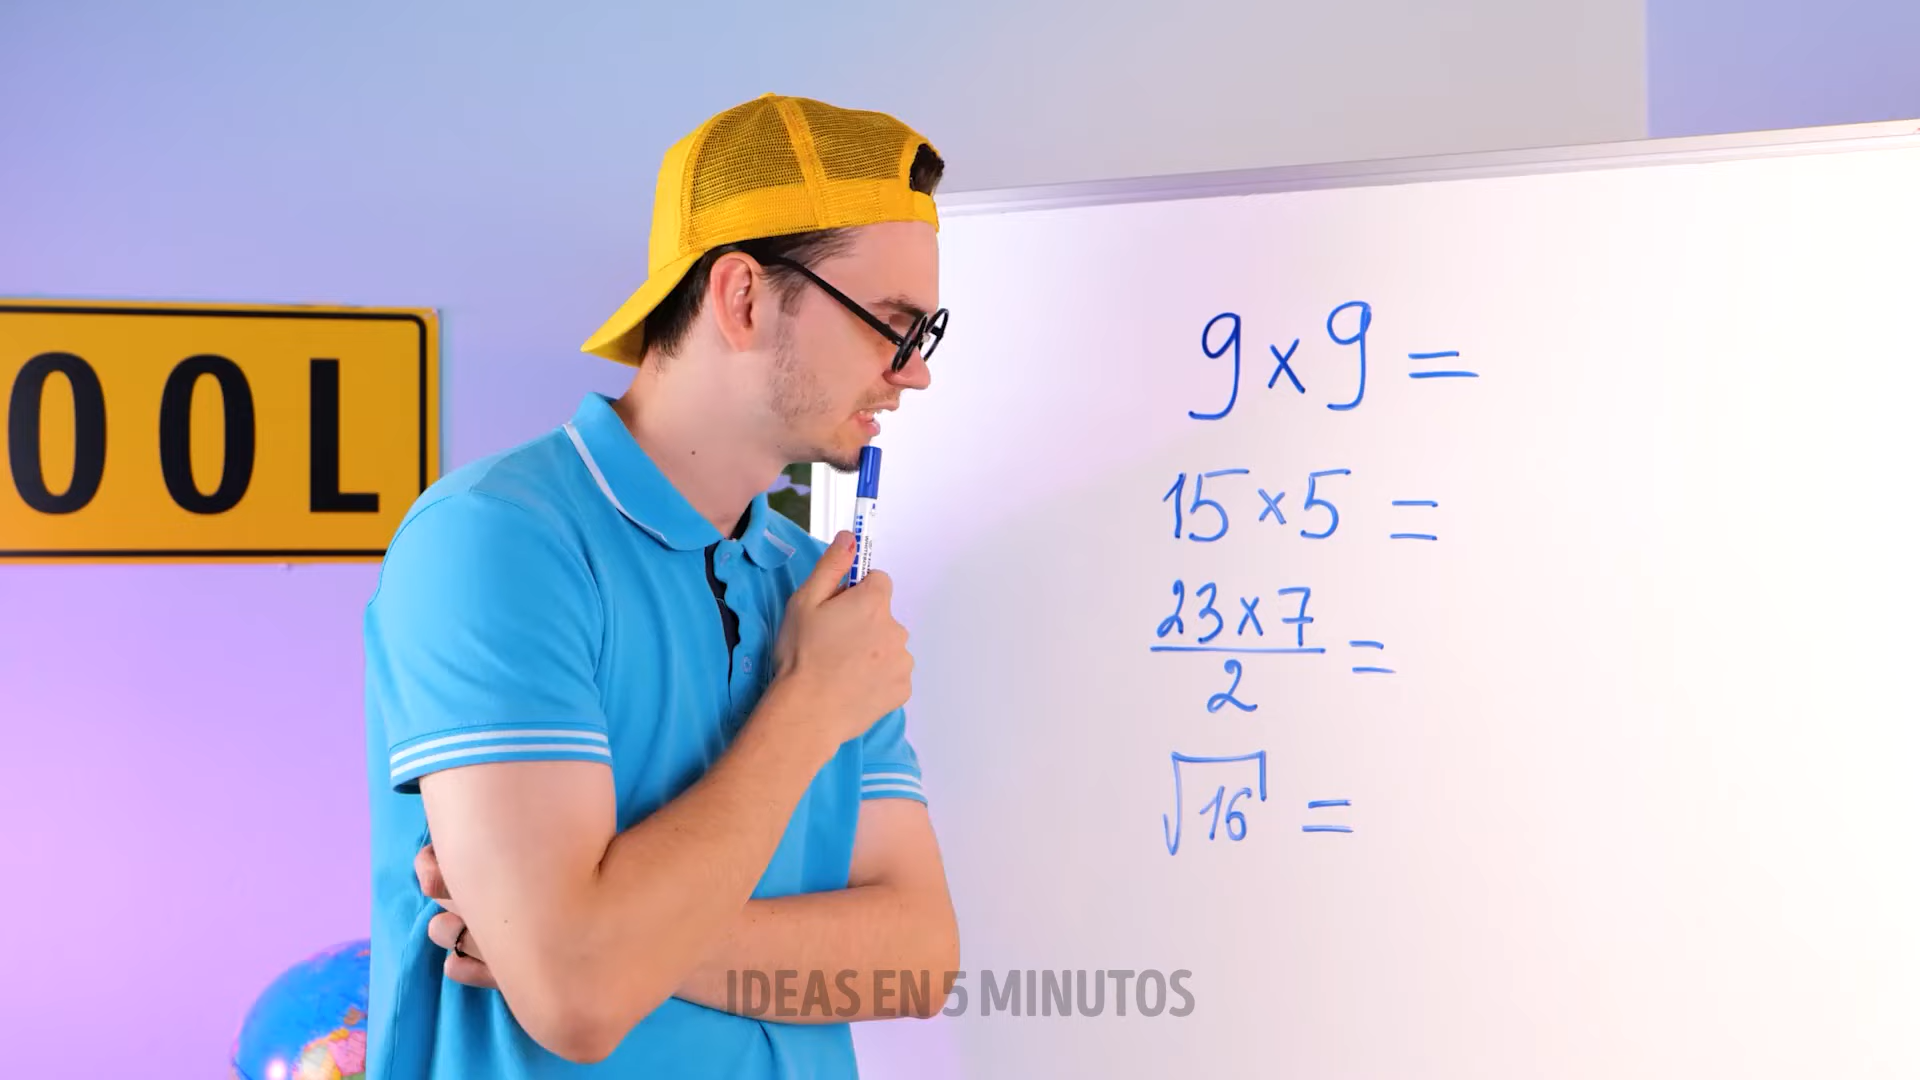 OOL
9 x 9 =
15 x 5 =
23 x 7
2
=
√16 =
IDEAS EN 5 MINUTOS